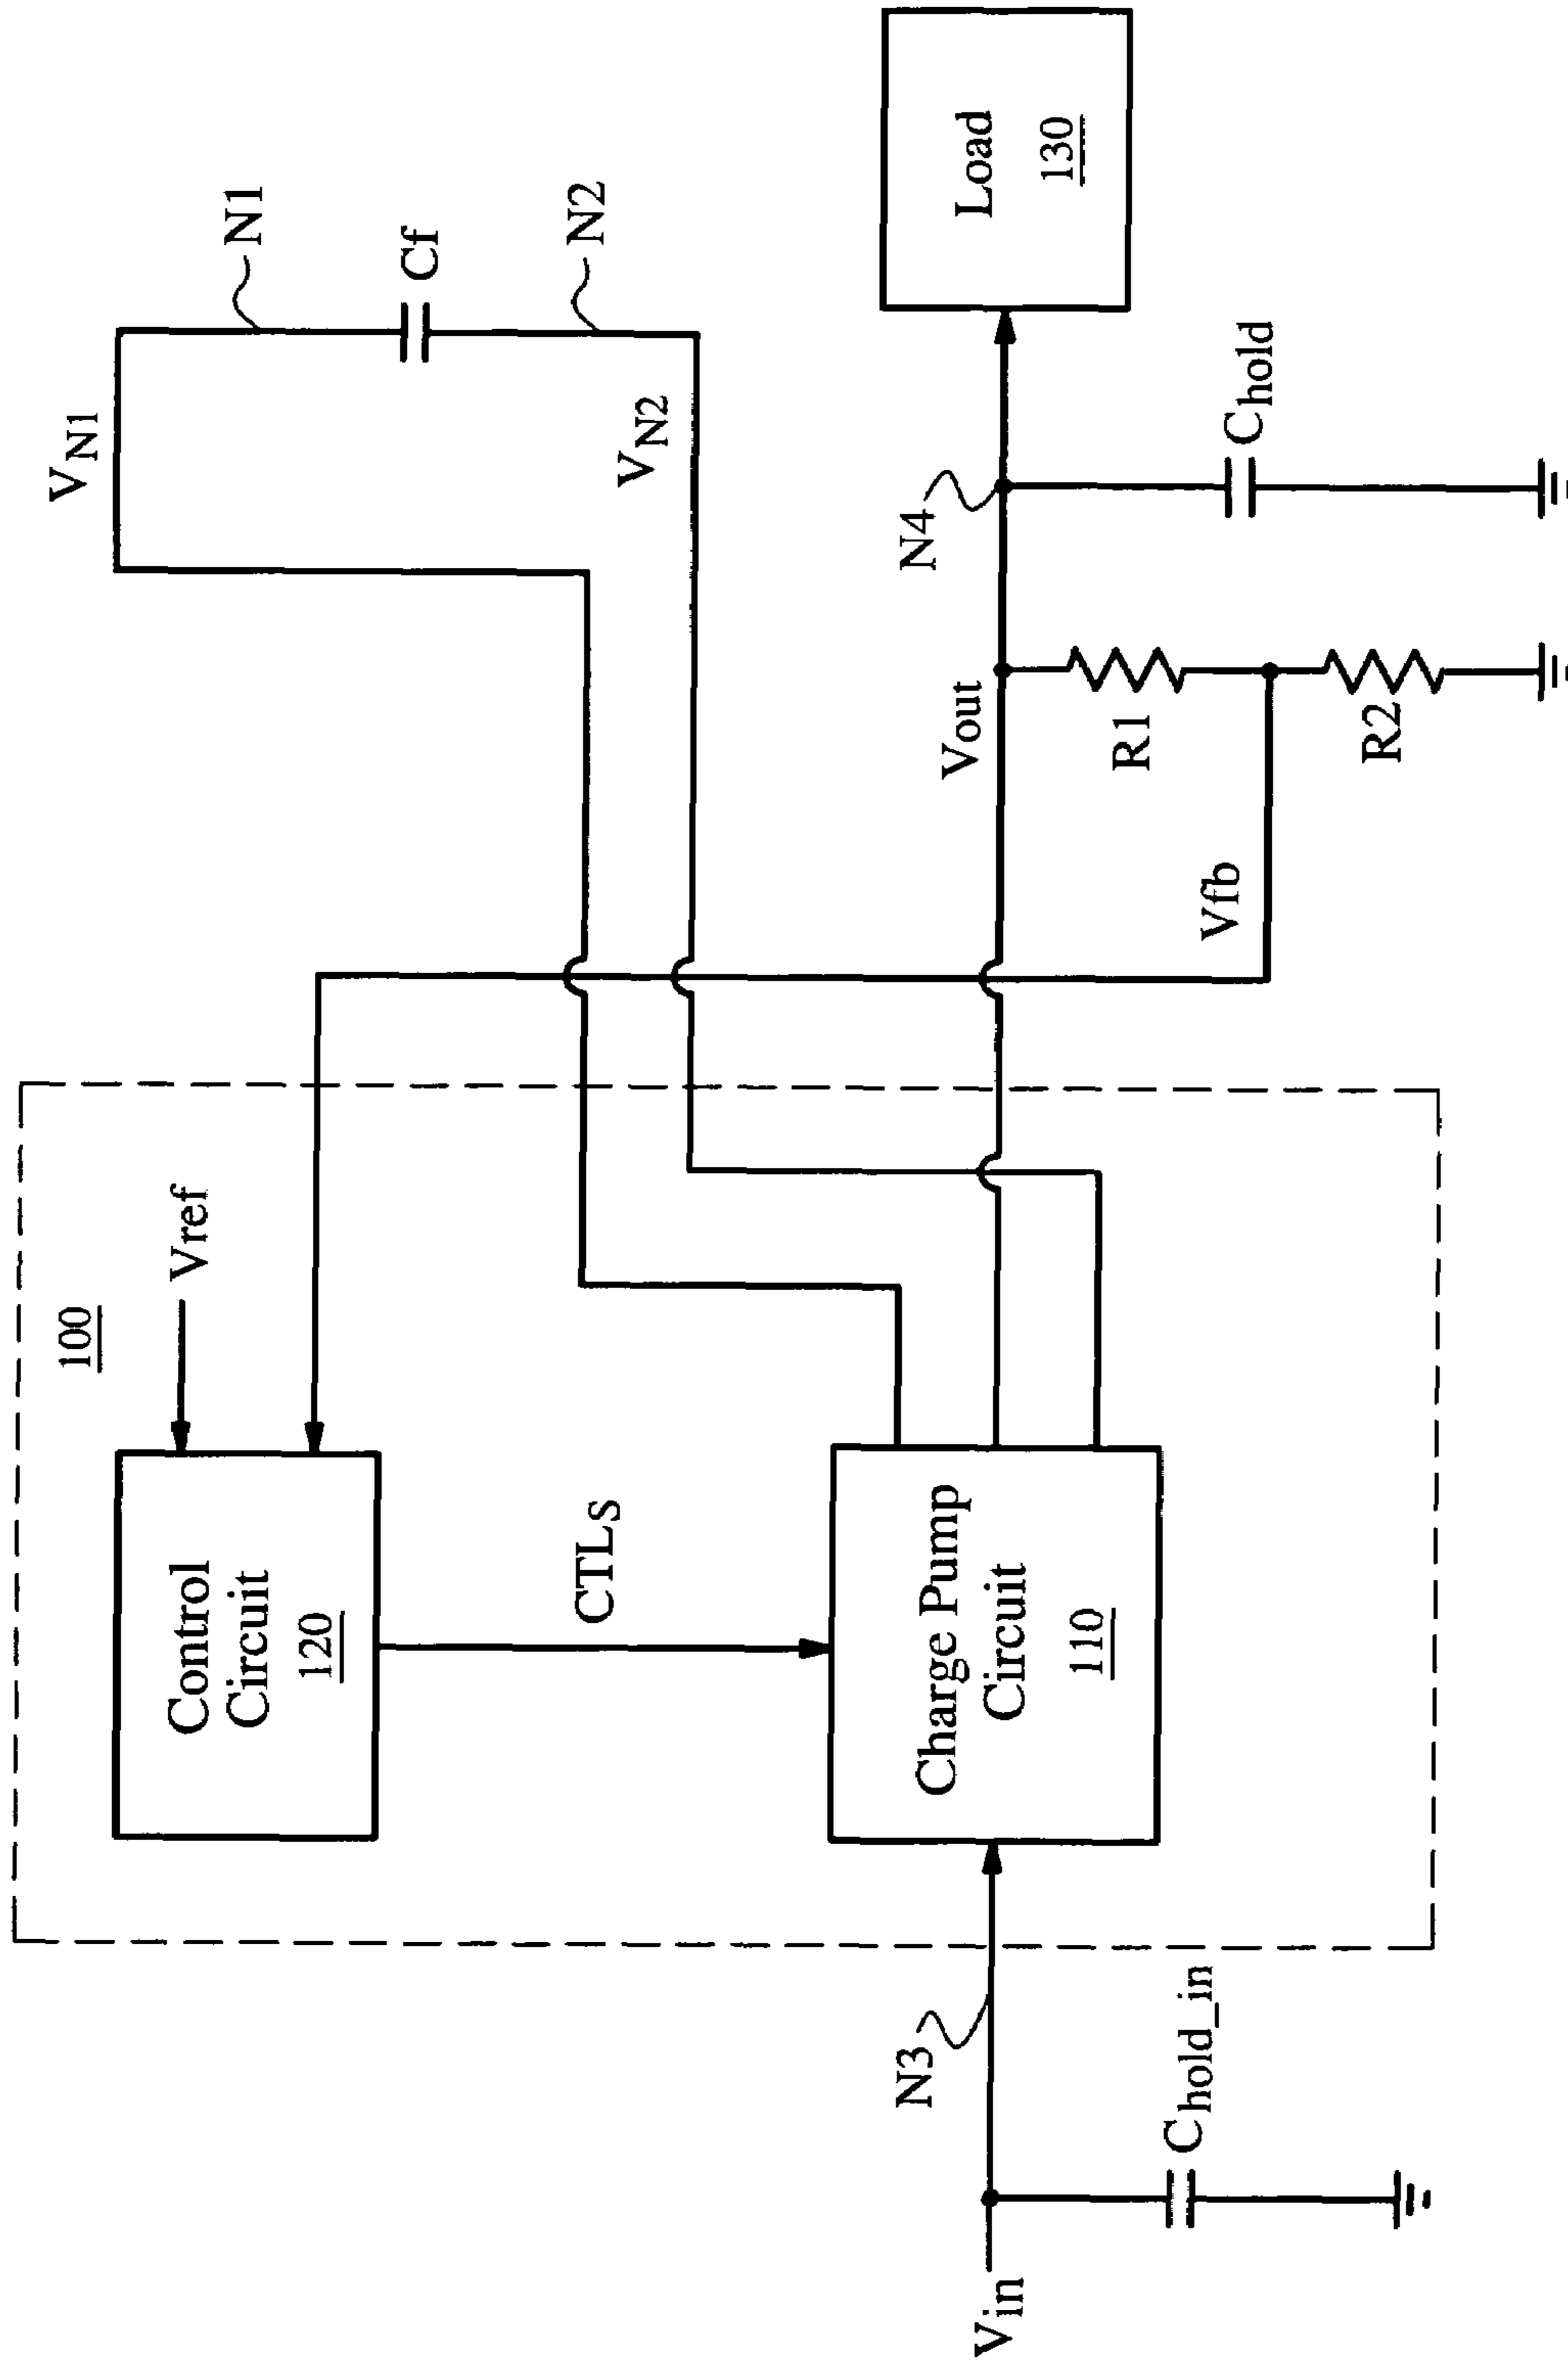 100
Vref
Control
Circuit
120
CTLs
Charge Pump
Circuit
110
Vin
N3
Chold_in
VN1
N1
Cf
N2
VN2
Vout
N4
Load
130
R1
R2
Vfb
Chold